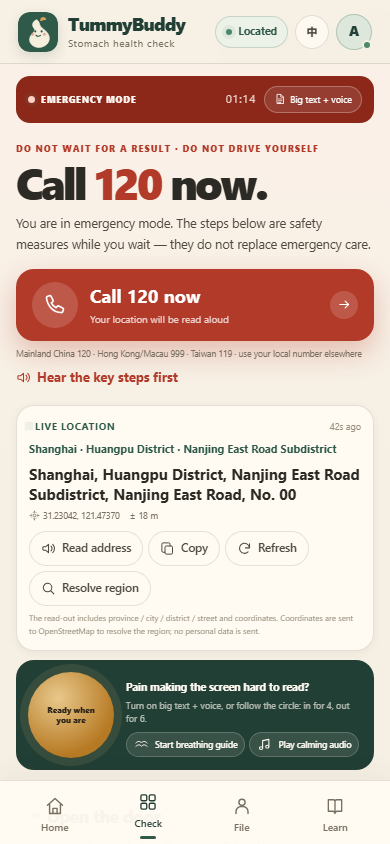 TummyBuddy
Stomach health check
Located
中
A
EMERGENCY MODE
01:14
Big text + voice
DO NOT WAIT FOR A RESULT · DO NOT DRIVE YOURSELF
Call 120 now.
You are in emergency mode. The steps below are safety
measures while you wait — they do not replace emergency care.
Call 120 now
Your location will be read aloud
Mainland China 120 · Hong Kong/Macau 999 · Taiwan 119 · use your local number elsewhere
Hear the key steps first
LIVE LOCATION
42s ago
Shanghai · Huangpu District · Nanjing East Road Subdistrict
Shanghai, Huangpu District, Nanjing East Road
Subdistrict, Nanjing East Road, No. 00
31.23042, 121.47370 ± 18 m
Read address
Copy
Refresh
Resolve region
The read-out includes province / city / district / street and coordinates. Coordinates are sent
to OpenStreetMap to resolve the region; no personal data is sent.
Ready when
you are
Pain making the screen hard to read?
Turn on big text + voice, or follow the circle: in for 4, out
for 6.
Start breathing guide
Play calming audio
Open the door
Home
Check
File
Learn